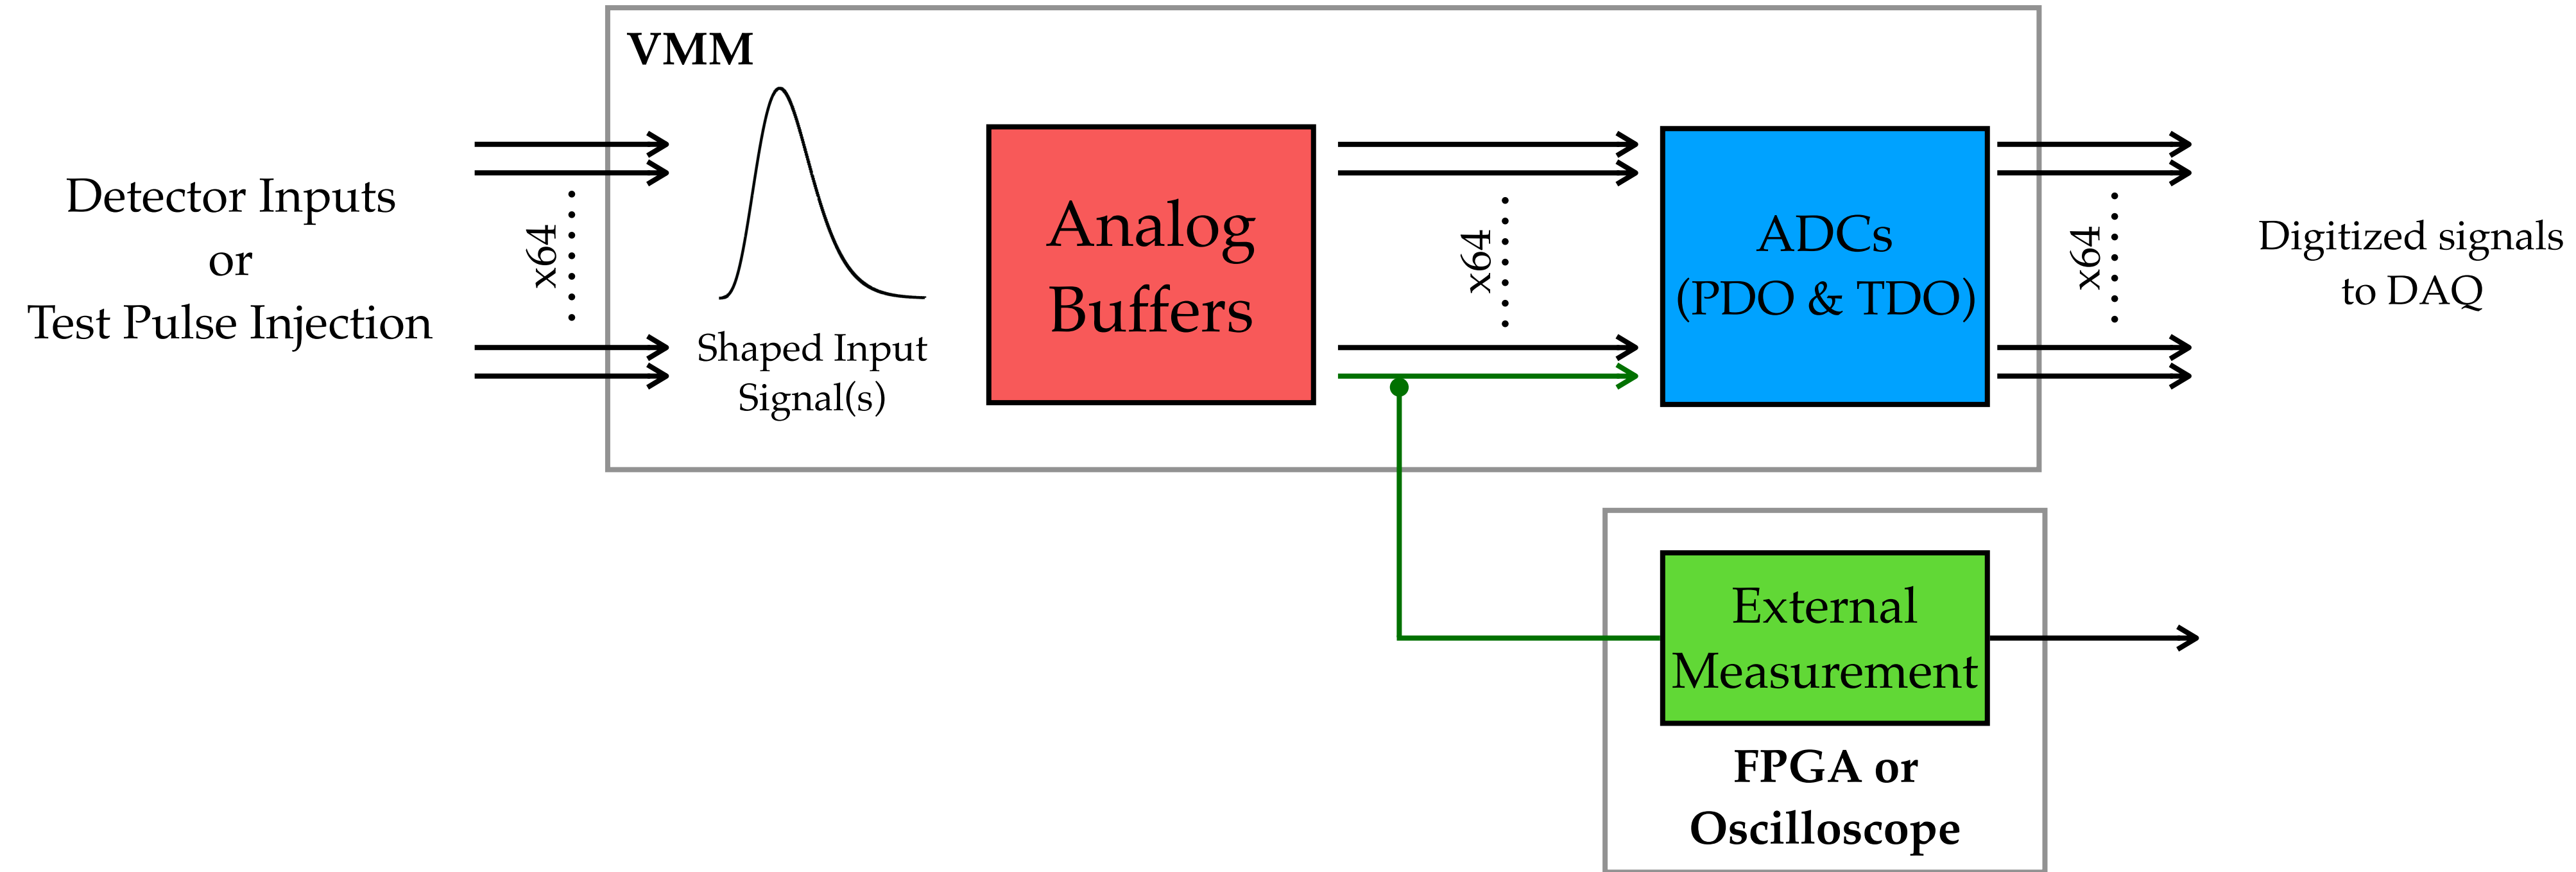 VMM
Detector Inputs
or
Test Pulse Injection
x64
Shaped Input
Signal(s)
Analog
Buffers
x64
ADCs
(PDO & TDO)
x64
Digitized signals
to DAQ
External
Measurement
FPGA or
Oscilloscope